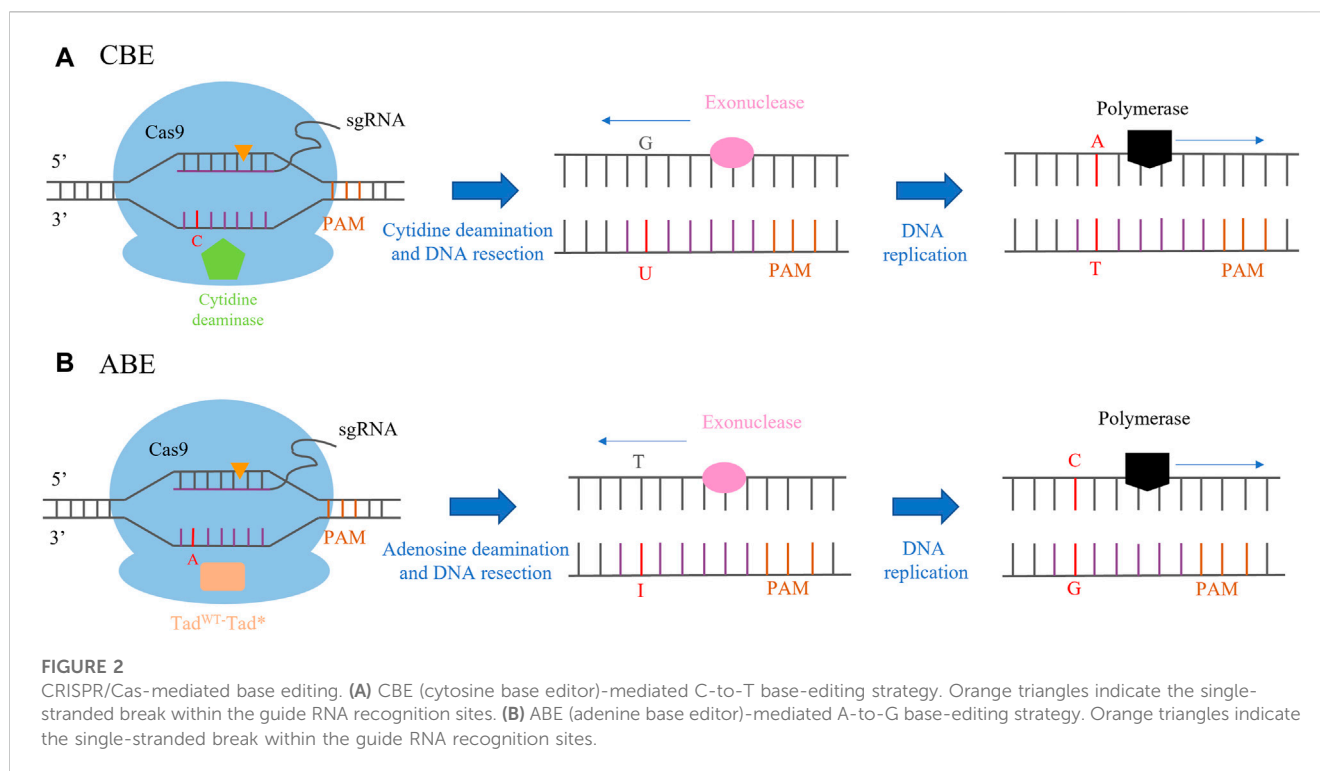 A CBE
Cas9
sgRNA
5’
3’
C
PAM
Cytidine
deaminase
Cytidine deamination
and DNA resection
Exonuclease
G
U
PAM
DNA
replication
Polymerase
A
T
PAM
B ABE
Cas9
sgRNA
5’
3’
A
PAM
Tad^WT-Tad*
Adenosine deamination
and DNA resection
Exonuclease
T
I
PAM
DNA
replication
Polymerase
C
G
PAM
FIGURE 2
CRISPR/Cas-mediated base editing. (A) CBE (cytosine base editor)-mediated C-to-T base-editing strategy. Orange triangles indicate the single-
stranded break within the guide RNA recognition sites. (B) ABE (adenine base editor)-mediated A-to-G base-editing strategy. Orange triangles indicate
the single-stranded break within the guide RNA recognition sites.